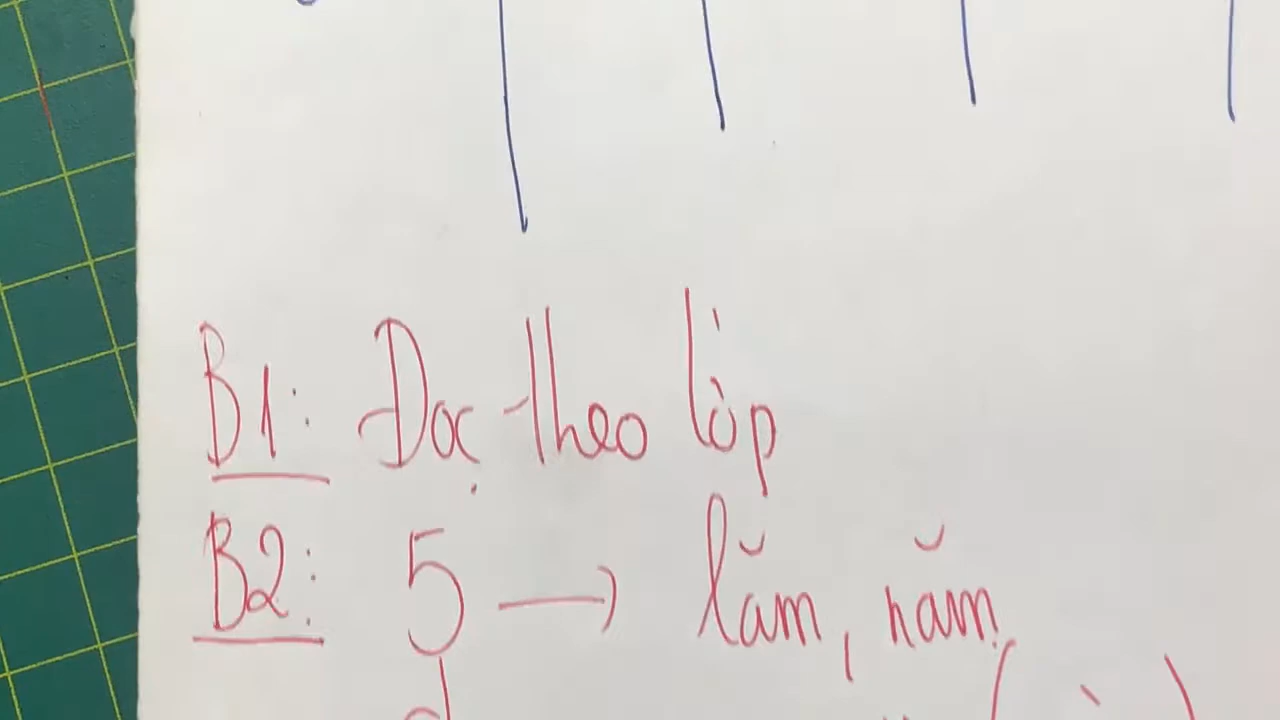 B1: Đọc theo lớp
B2: 5 → lăm, năm